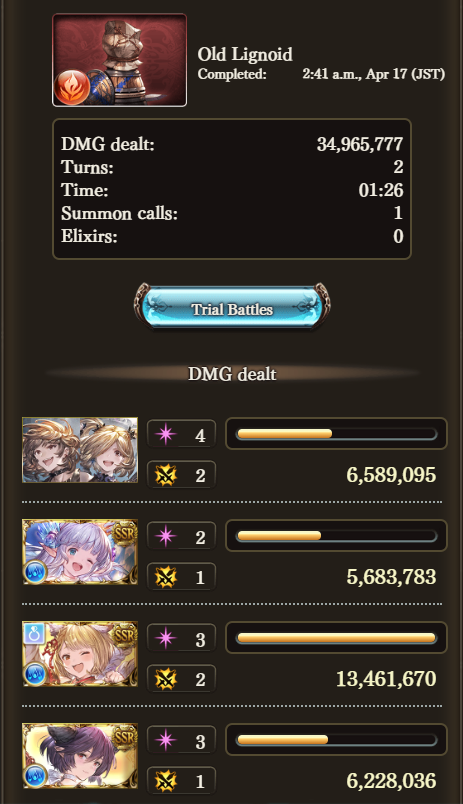 Old Lignoid
Completed: 2:41 a.m., Apr 17 (JST)
DMG dealt: 34,965,777
Turns: 2
Time: 01:26
Summon calls: 1
Elixirs: 0
Trial Battles
DMG dealt
4
2 6,589,095
SSR 2
1 5,683,783
SSR 3
2 13,461,670
SSR 3
1 6,228,036